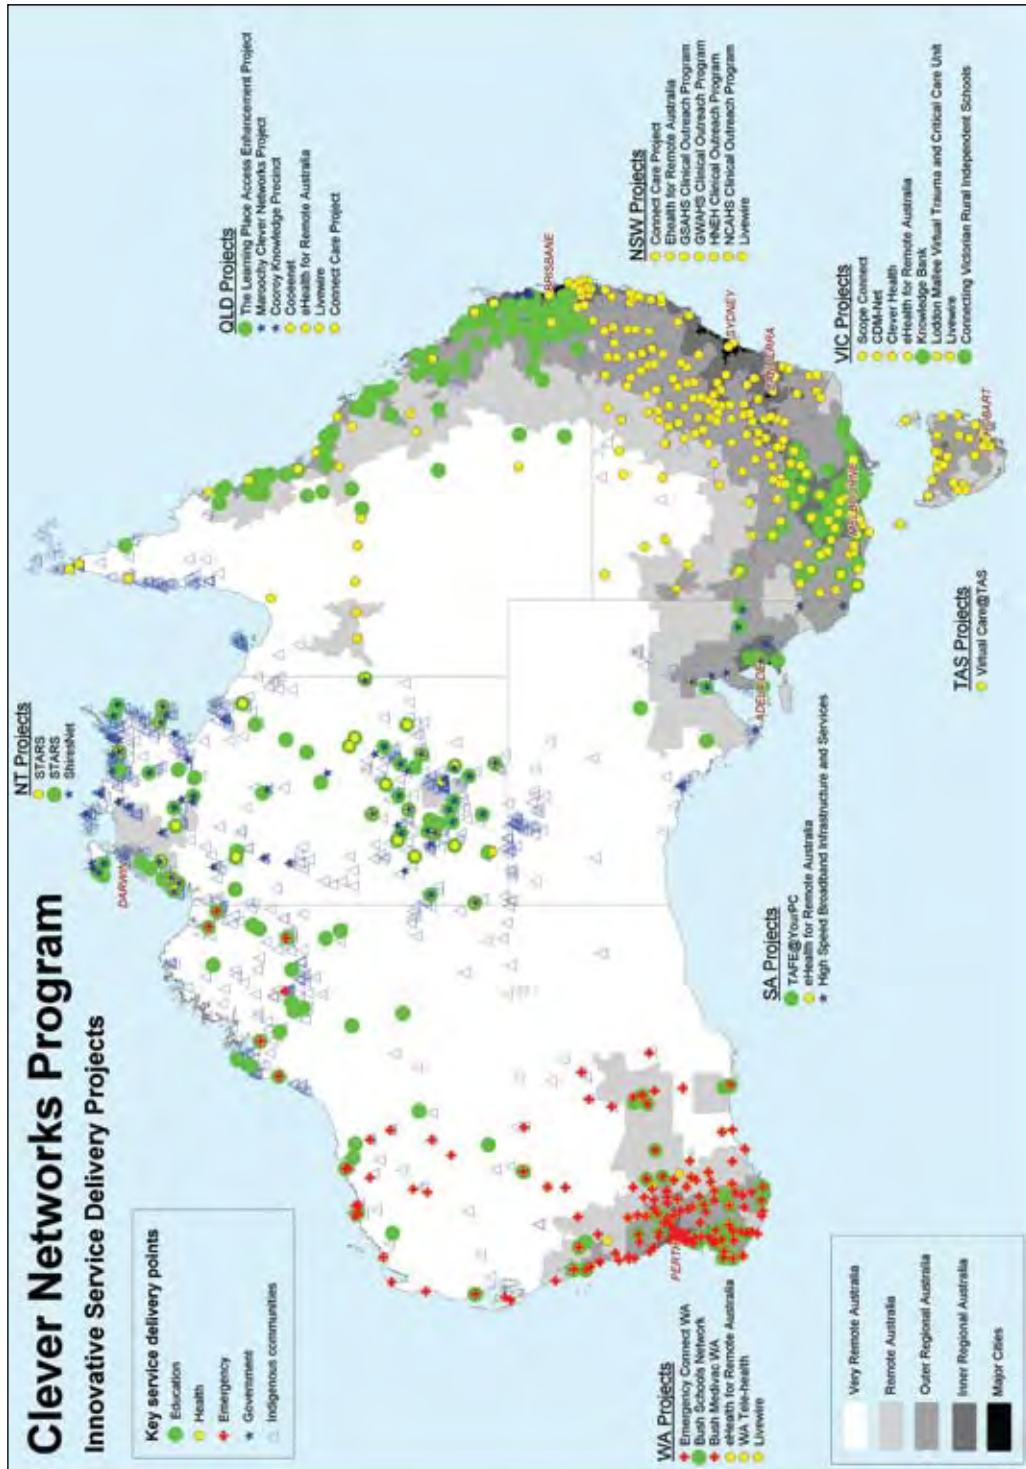 Clever Networks Program
Innovative Service Delivery Projects
Key service delivery points
Education
Health
Emergency
Government
Indigenous communities
NT Projects
STARS
STARS
ShiresNet
QLD Projects
The Learning Place Access Enhancement Project
Maroochy Clever Networks Project
Cooroy Knowledge Precinct
eHealth for Remote Australia
Livewire
Connect Care Project
NSW Projects
Connect Care Project
Ehealth for Remote Australia
GSAHS Clinical Outreach Program
GWAHS Clinical Outreach Program
HNEH Clinical Outreach Program
NCAHS Clinical Outreach Program
Livewire
VIC Projects
Scope Connect
CDM-Net
Clever Health
eHealth for Remote Australia
Knowledge Bank
Loddon Mallee Virtual Trauma and Critical Care Unit
Livewire
Connecting Victorian Rural Independent Schools
TAS Projects
Virtual Care@TAS
SA Projects
TAFE@YourPC
eHealth for Remote Australia
High Speed Broadband Infrastructure and Services
WA Projects
Emergency Connect WA
Bush Schools Network
Bush Medivac WA
eHealth for Remote Australia
WA Tele-health
Livewire
Very Remote Australia
Remote Australia
Outer Regional Australia
Inner Regional Australia
Major Cities
DARWIN
BRISBANE
SYDNEY
CANBERRA
MELBOURNE
HOBART
ADELAIDE
PERTH